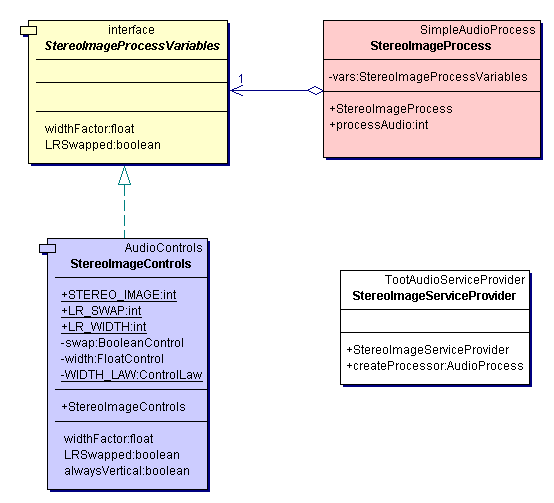 interface
StereoImageProcessVariables
widthFactor:float
LRSwapped:boolean
1
SimpleAudioProcess
StereoImageProcess
-vars:StereoImageProcessVariables
+StereoImageProcess
+processAudio:int
AudioControls
StereoImageControls
+STEREO_IMAGE:int
+LR_SWAP:int
+LR_WIDTH:int
-swap:BooleanControl
-width:FloatControl
-WIDTH_LAW:ControlLaw
+StereoImageControls
widthFactor:float
LRSwapped:boolean
alwaysVertical:boolean
TootAudioServiceProvider
StereoImageServiceProvider
+StereoImageServiceProvider
+createProcessor:AudioProcess